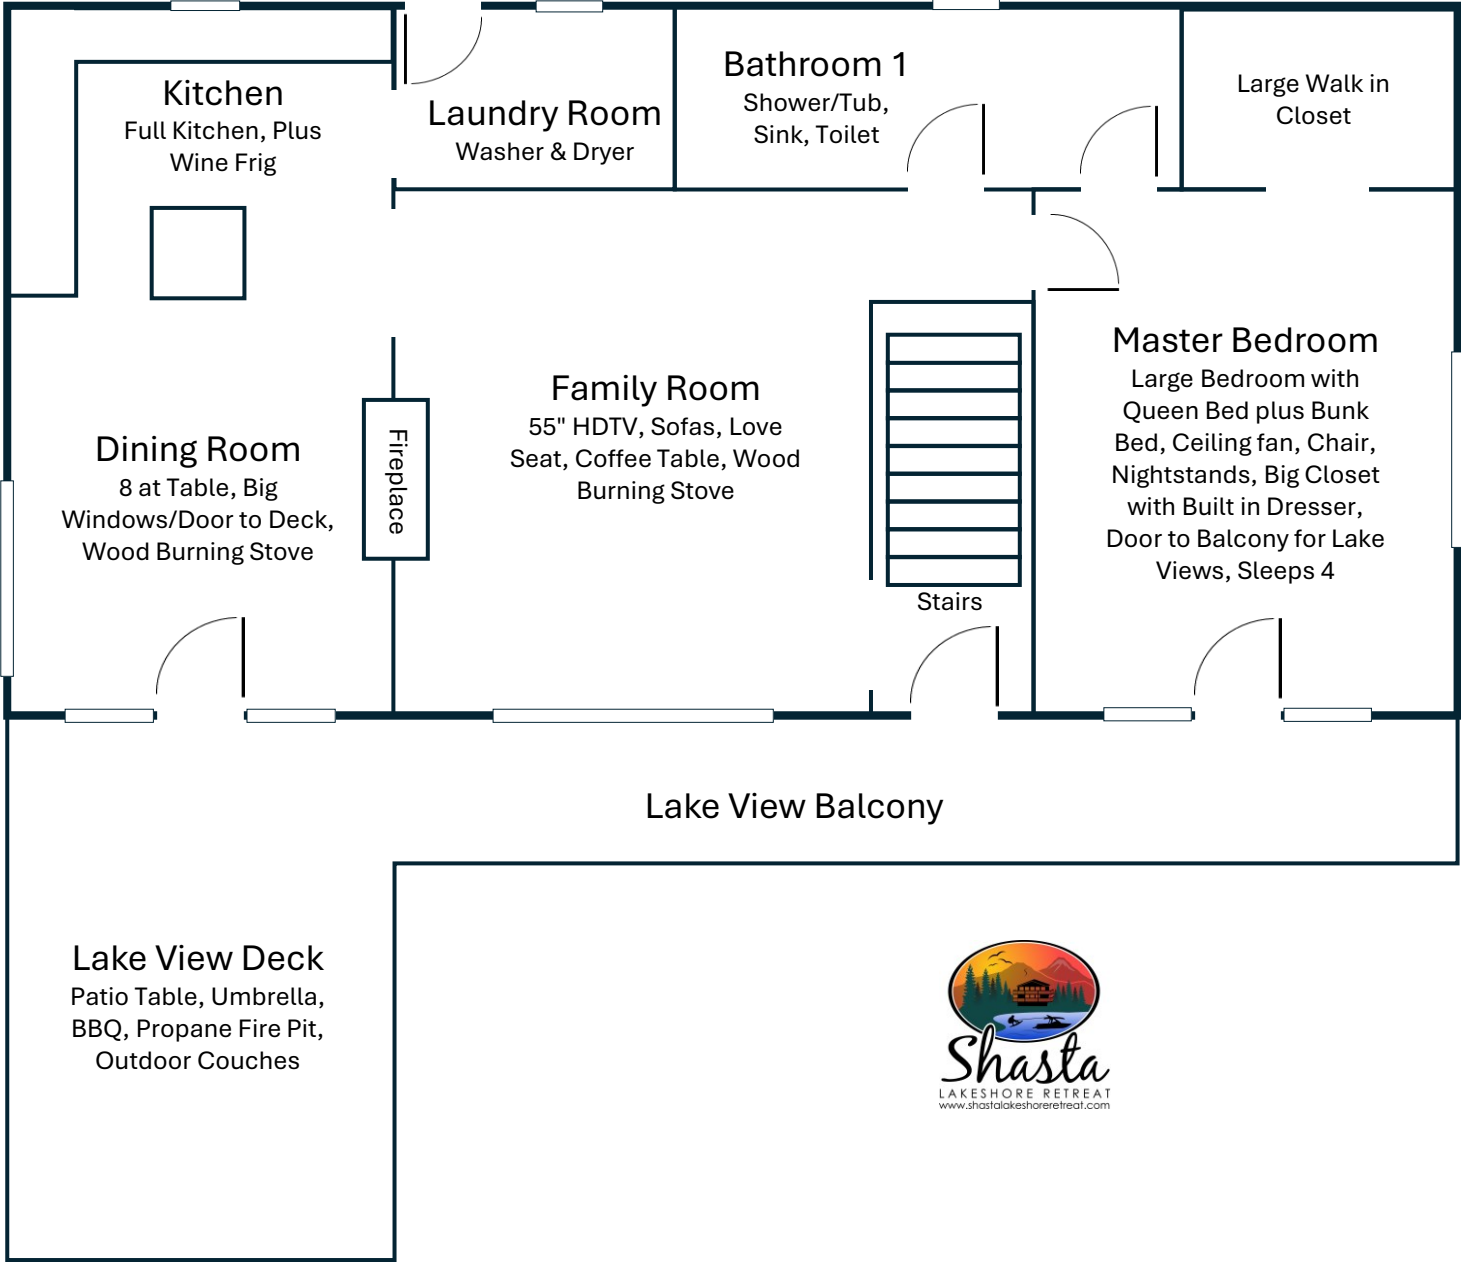 Kitchen
Full Kitchen, Plus
Wine Frig
Laundry Room
Washer & Dryer
Bathroom 1
Shower/Tub,
Sink, Toilet
Large Walk in
Closet
Dining Room
8 at Table, Big
Windows/Door to Deck,
Wood Burning Stove
Fireplace
Family Room
55" HDTV, Sofas, Love
Seat, Coffee Table, Wood
Burning Stove
Stairs
Master Bedroom
Large Bedroom with
Queen Bed plus Bunk
Bed, Ceiling fan, Chair,
Nightstands, Big Closet
with Built in Dresser,
Door to Balcony for Lake
Views, Sleeps 4
Lake View Balcony
Lake View Deck
Patio Table, Umbrella,
BBQ, Propane Fire Pit,
Outdoor Couches
Shasta
LAKESHORE RETREAT
www.shastalakeshoreretreat.com